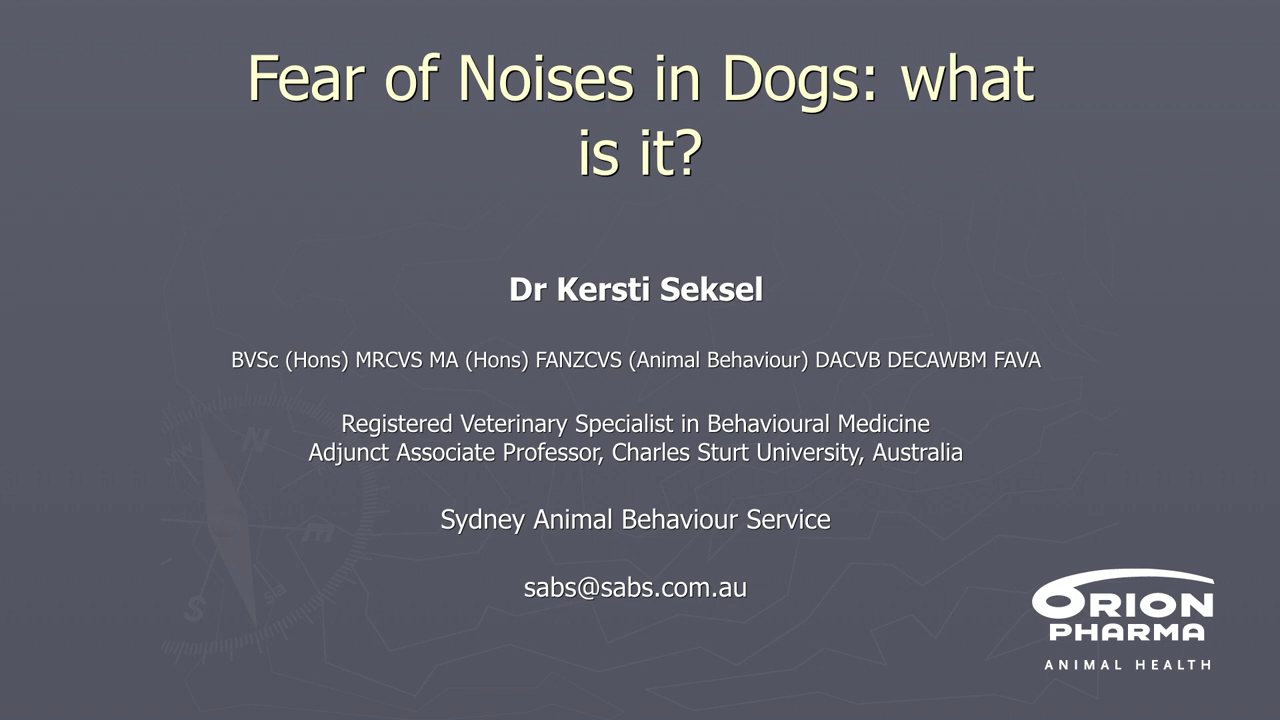 Fear of Noises in Dogs: what
is it?
Dr Kersti Seksel
BVSc (Hons) MRCVS MA (Hons) FANZCVS (Animal Behaviour) DACVB DECAWBM FAVA
Registered Veterinary Specialist in Behavioural Medicine
Adjunct Associate Professor, Charles Sturt University, Australia
Sydney Animal Behaviour Service
sabs@sabs.com.au
N
E
SE
S
ORION
PHARMA
ANIMAL HEALTH